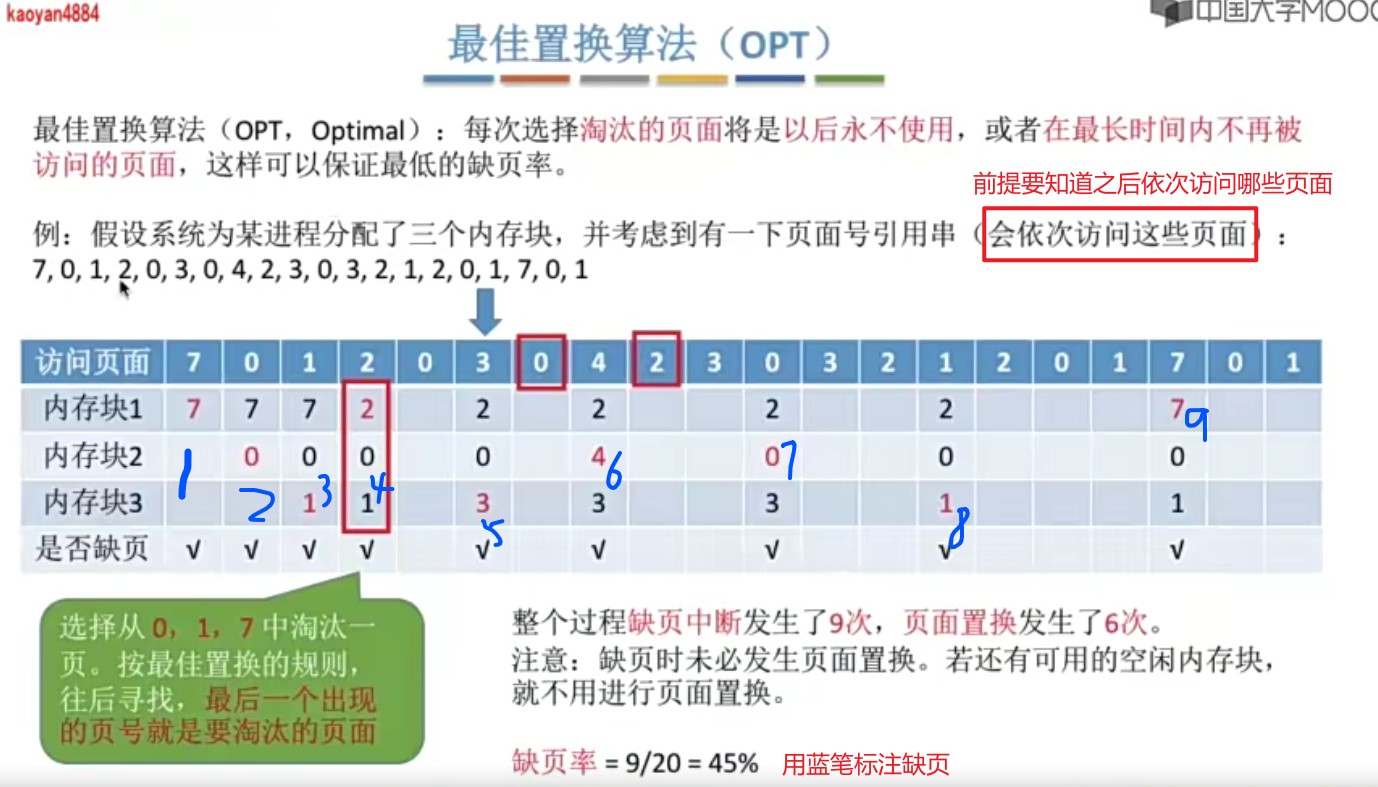 kaoyan4884
中国大学MOOC
最佳置换算法（OPT）
最佳置换算法（OPT，Optimal）：每次选择淘汰的页面将是以后永不使用，或者在最长时间内不再被
访问的页面，这样可以保证最低的缺页率。
前提要知道之后依次访问哪些页面
例：假设系统为某进程分配了三个内存块，并考虑到有一下页面号引用串（会依次访问这些页面）：
7, 0, 1, 2, 0, 3, 0, 4, 2, 3, 0, 3, 2, 1, 2, 0, 1, 7, 0, 1
访问页面 7 0 1 2 0 3 0 4 2 3 0 3 2 1 2 0 1 7 0 1
内存块1 7 7 7 2 2 2 2 2 7 9
内存块2 0 0 0 0 4 0 0 0
1 6 7
内存块3 1 1 3 3 3 1 1
2 3 4 5 8
是否缺页 √ √ √ √ √ √ √ √ √
选择从 0，1，7 中淘汰一
页。按最佳置换的规则，
往后寻找，最后一个出现
的页号就是要淘汰的页面
整个过程缺页中断发生了9次，页面置换发生了6次。
注意：缺页时未必发生页面置换。若还有可用的空闲内存块，
就不用进行页面置换。
缺页率 = 9/20 = 45% 用蓝笔标注缺页